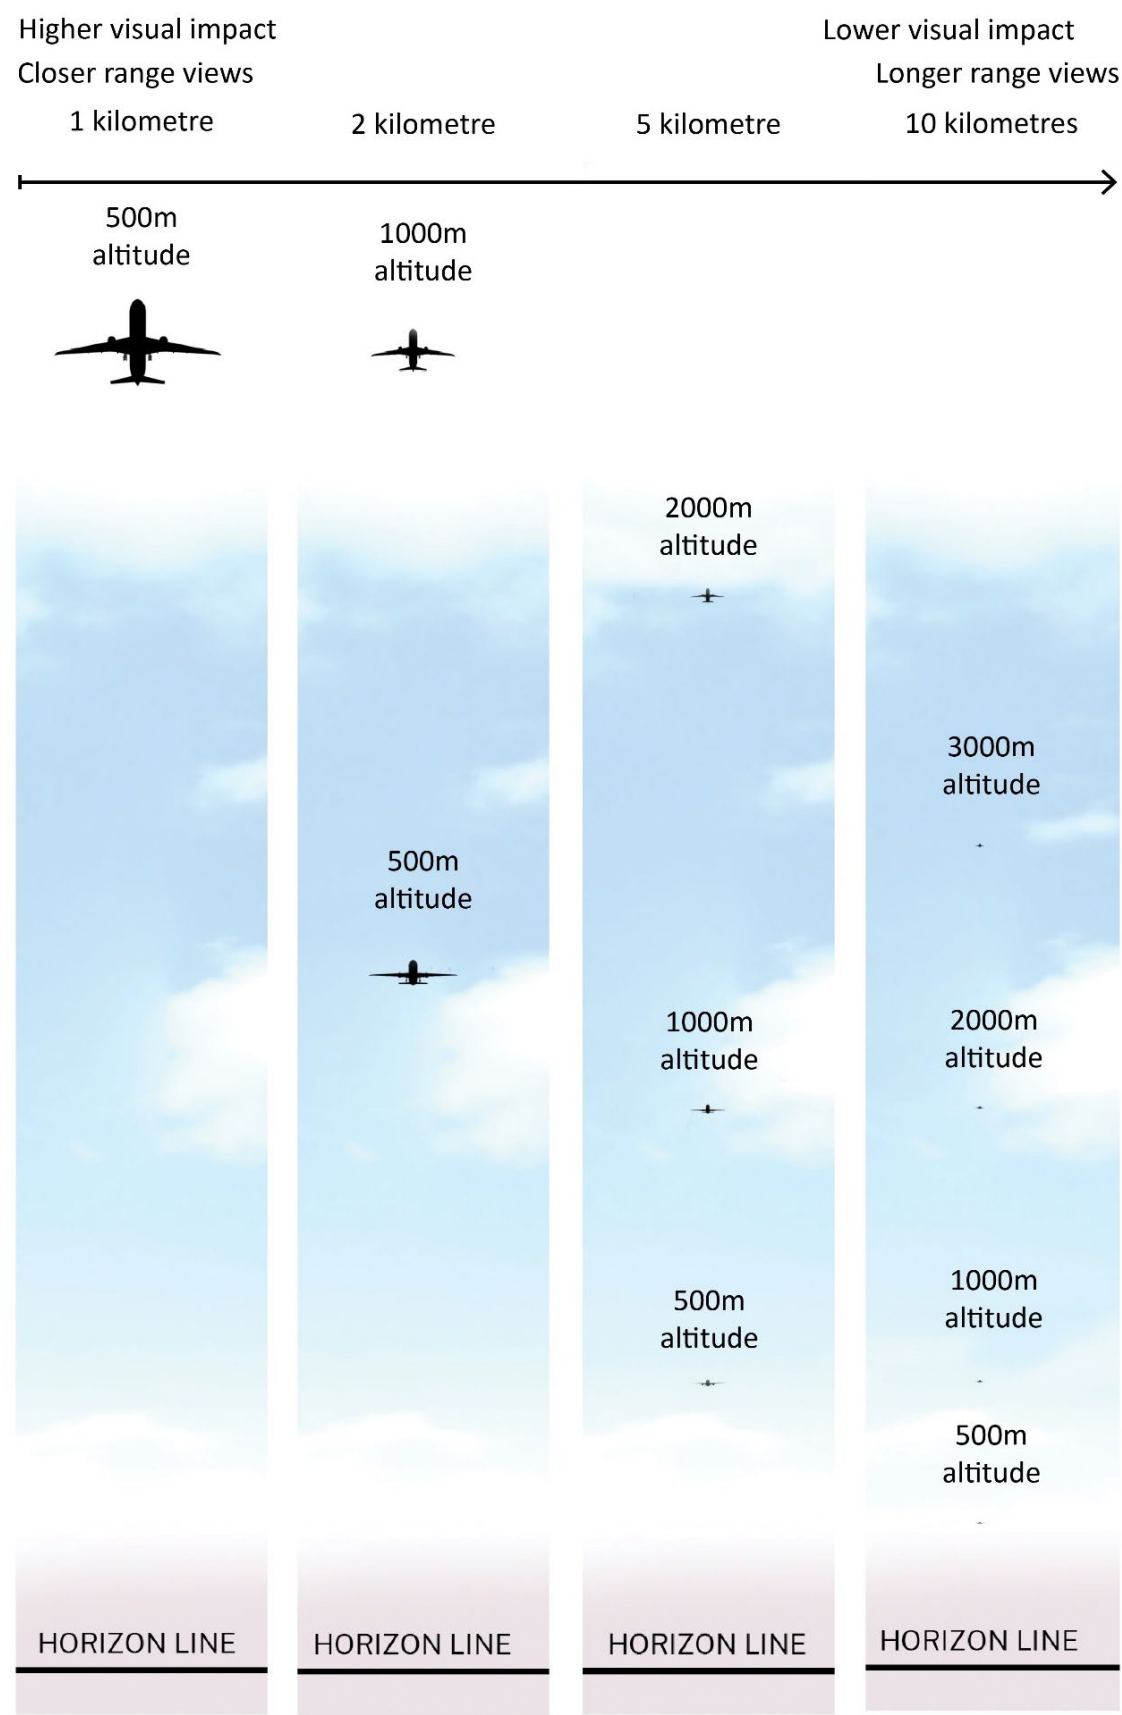 Higher visual impact
Lower visual impact
Closer range views
Longer range views
1 kilometre
2 kilometre
5 kilometre
10 kilometres
500m
altitude
1000m
altitude
2000m
altitude
3000m
altitude
500m
altitude
1000m
altitude
2000m
altitude
500m
altitude
1000m
altitude
500m
altitude
HORIZON LINE
HORIZON LINE
HORIZON LINE
HORIZON LINE